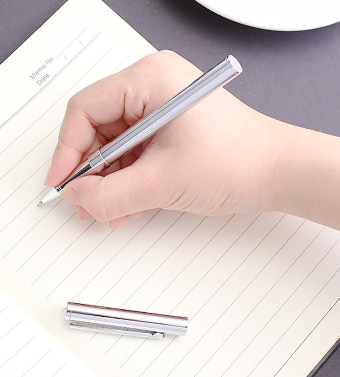 Memo No.
Date / /